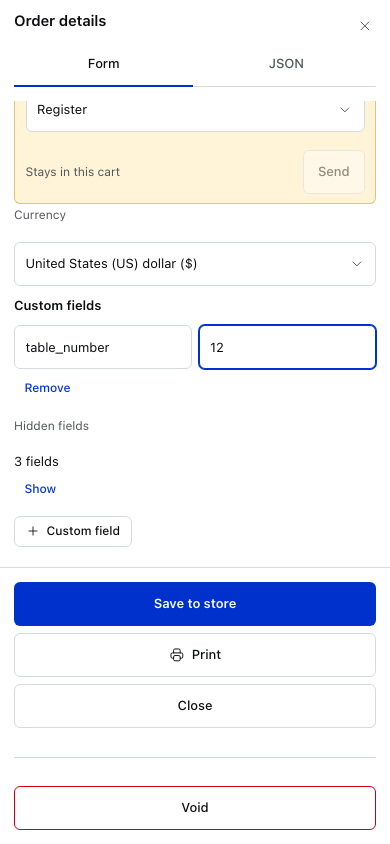 Order details
Form
JSON
Register
Stays in this cart
Send
Currency
United States (US) dollar ($)
Custom fields
table_number
12
Remove
Hidden fields
3 fields
Show
Custom field
Save to store
Print
Close
Void